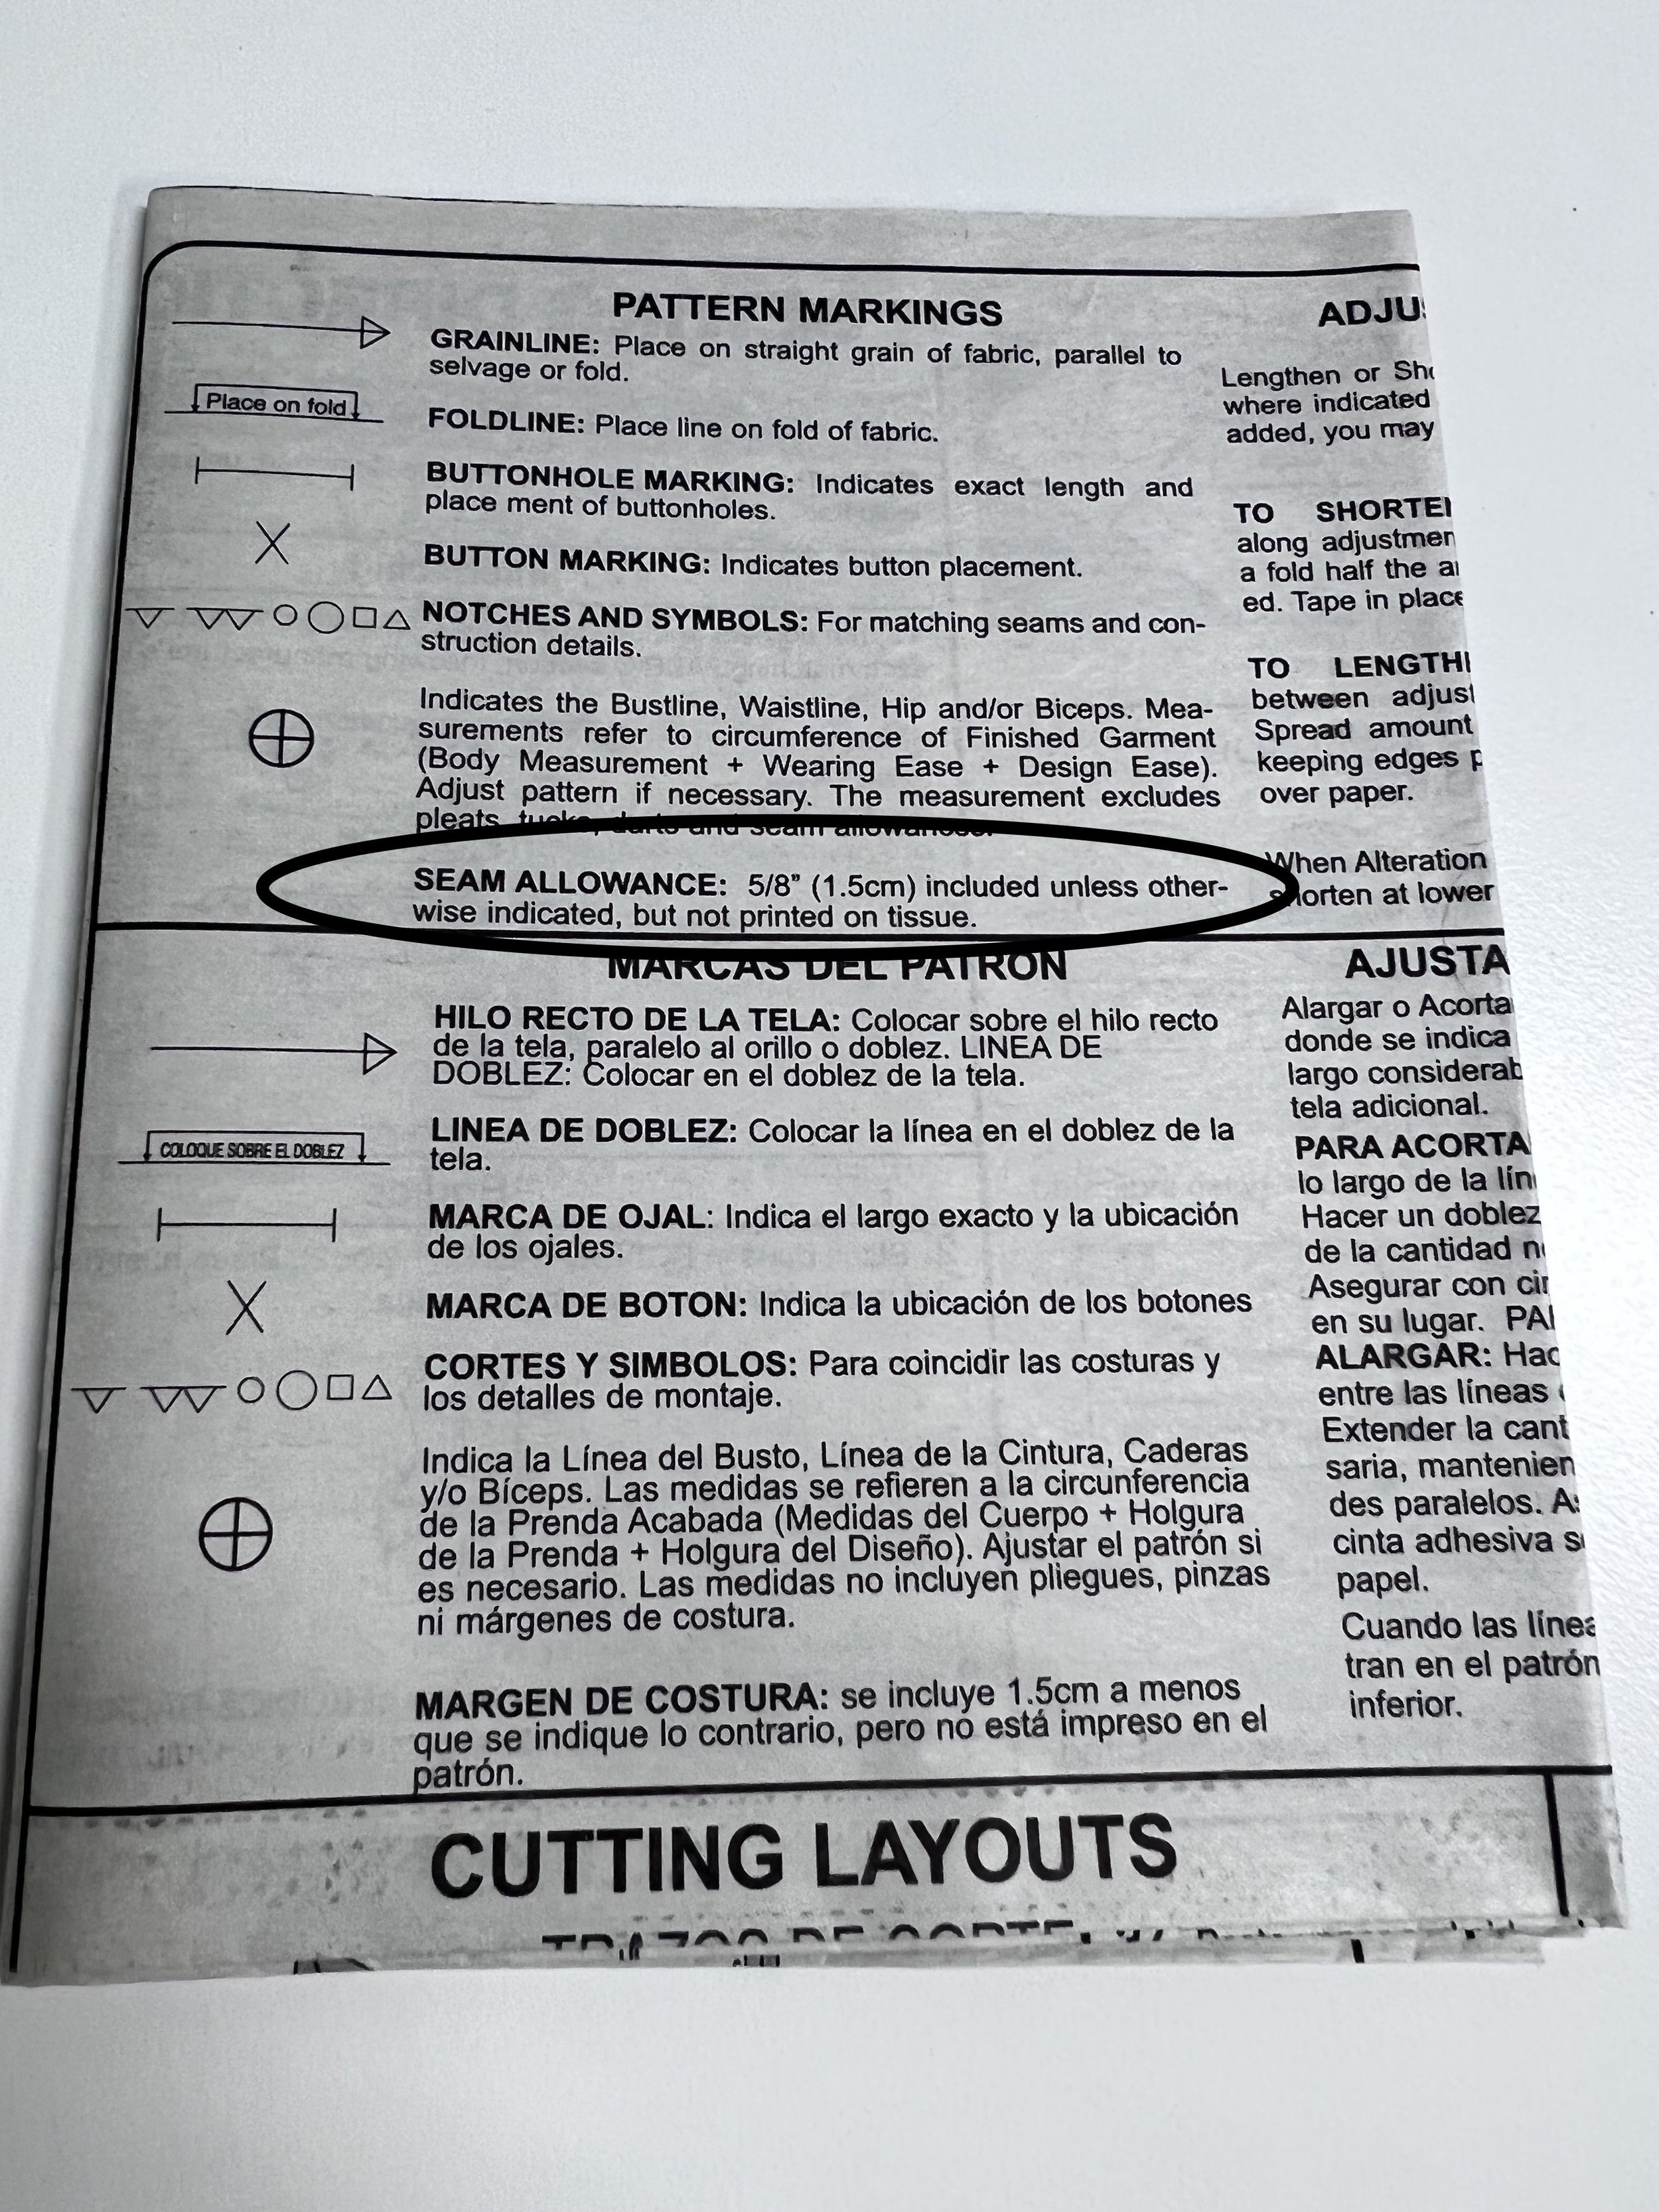 PATTERN MARKINGS
GRAINLINE: Place on straight grain of fabric, parallel to
selvage or fold.
Place on fold
FOLDLINE: Place line on fold of fabric.
BUTTONHOLE MARKING: Indicates exact length and
place ment of buttonholes.
X
BUTTON MARKING: Indicates button placement.
NOTCHES AND SYMBOLS: For matching seams and con-
struction details.
Indicates the Bustline, Waistline, Hip and/or Biceps. Mea-
surements refer to circumference of Finished Garment
(Body Measurement + Wearing Ease + Design Ease).
Adjust pattern if necessary. The measurement excludes
pleats, tucks, darts and seam allowances.
SEAM ALLOWANCE: 5/8” (1.5cm) included unless other-
wise indicated, but not printed on tissue.
ADJU
Lengthen or Sh
where indicated
added, you may
TO SHORTE
along adjustmen
a fold half the a
ed. Tape in place
TO LENGTH
between adjust
Spread amount
keeping edges p
over paper.
When Alteration
shorten at lower
MARCAS DEL PATRON
HILO RECTO DE LA TELA: Colocar sobre el hilo recto
de la tela, paralelo al orillo o doblez. LINEA DE
DOBLEZ: Colocar en el doblez de la tela.
COLOQUE SOBRE EL DOBLEZ
LINEA DE DOBLEZ: Colocar la línea en el doblez de la
tela.
MARCA DE OJAL: Indica el largo exacto y la ubicación
de los ojales.
X
MARCA DE BOTON: Indica la ubicación de los botones
CORTES Y SIMBOLOS: Para coincidir las costuras y
los detalles de montaje.
Indica la Línea del Busto, Línea de la Cintura, Caderas
y/o Bíceps. Las medidas se refieren a la circunferencia
de la Prenda Acabada (Medidas del Cuerpo + Holgura
de la Prenda + Holgura del Diseño). Ajustar el patrón si
es necesario. Las medidas no incluyen pliegues, pinzas
ni márgenes de costura.
MARGEN DE COSTURA: se incluye 1.5cm a menos
que se indique lo contrario, pero no está impreso en el
patrón.
AJUSTA
Alargar o Acorta
donde se indica
largo considerab
tela adicional.
PARA ACORTA
lo largo de la lín
Hacer un doblez
de la cantidad n
Asegurar con cin
en su lugar. PA
ALARGAR: Hac
entre las líneas
Extender la cant
saria, mantenien
des paralelos. A
cinta adhesiva s
papel.
Cuando las línea
tran en el patrón
inferior.
CUTTING LAYOUTS